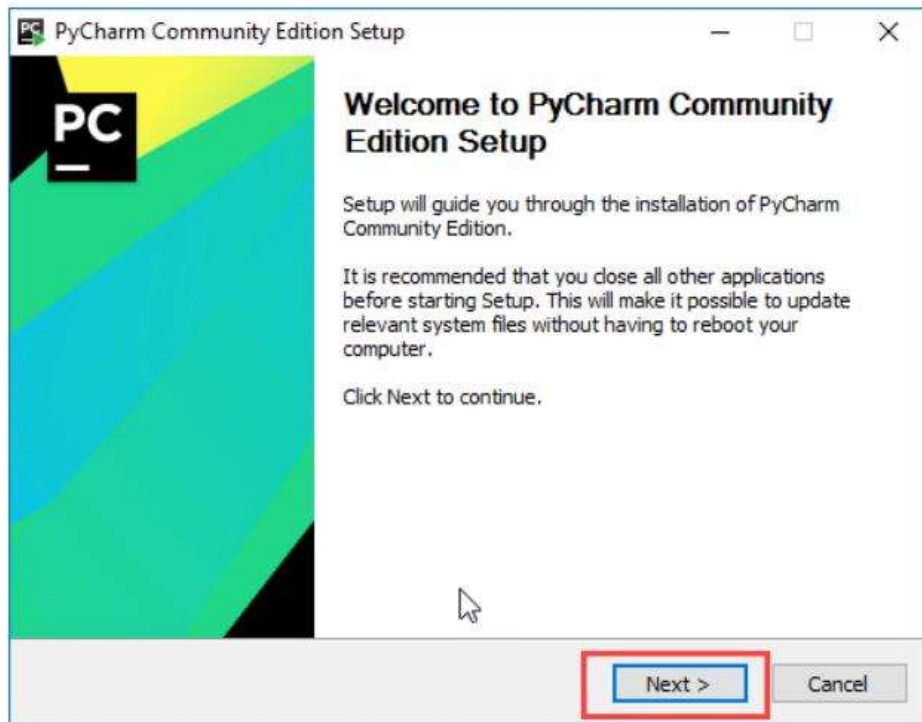 PyCharm Community Edition Setup
PC
Welcome to PyCharm Community
Edition Setup
Setup will guide you through the installation of PyCharm
Community Edition.
It is recommended that you close all other applications
before starting Setup. This will make it possible to update
relevant system files without having to reboot your
computer.
Click Next to continue.
Next >
Cancel